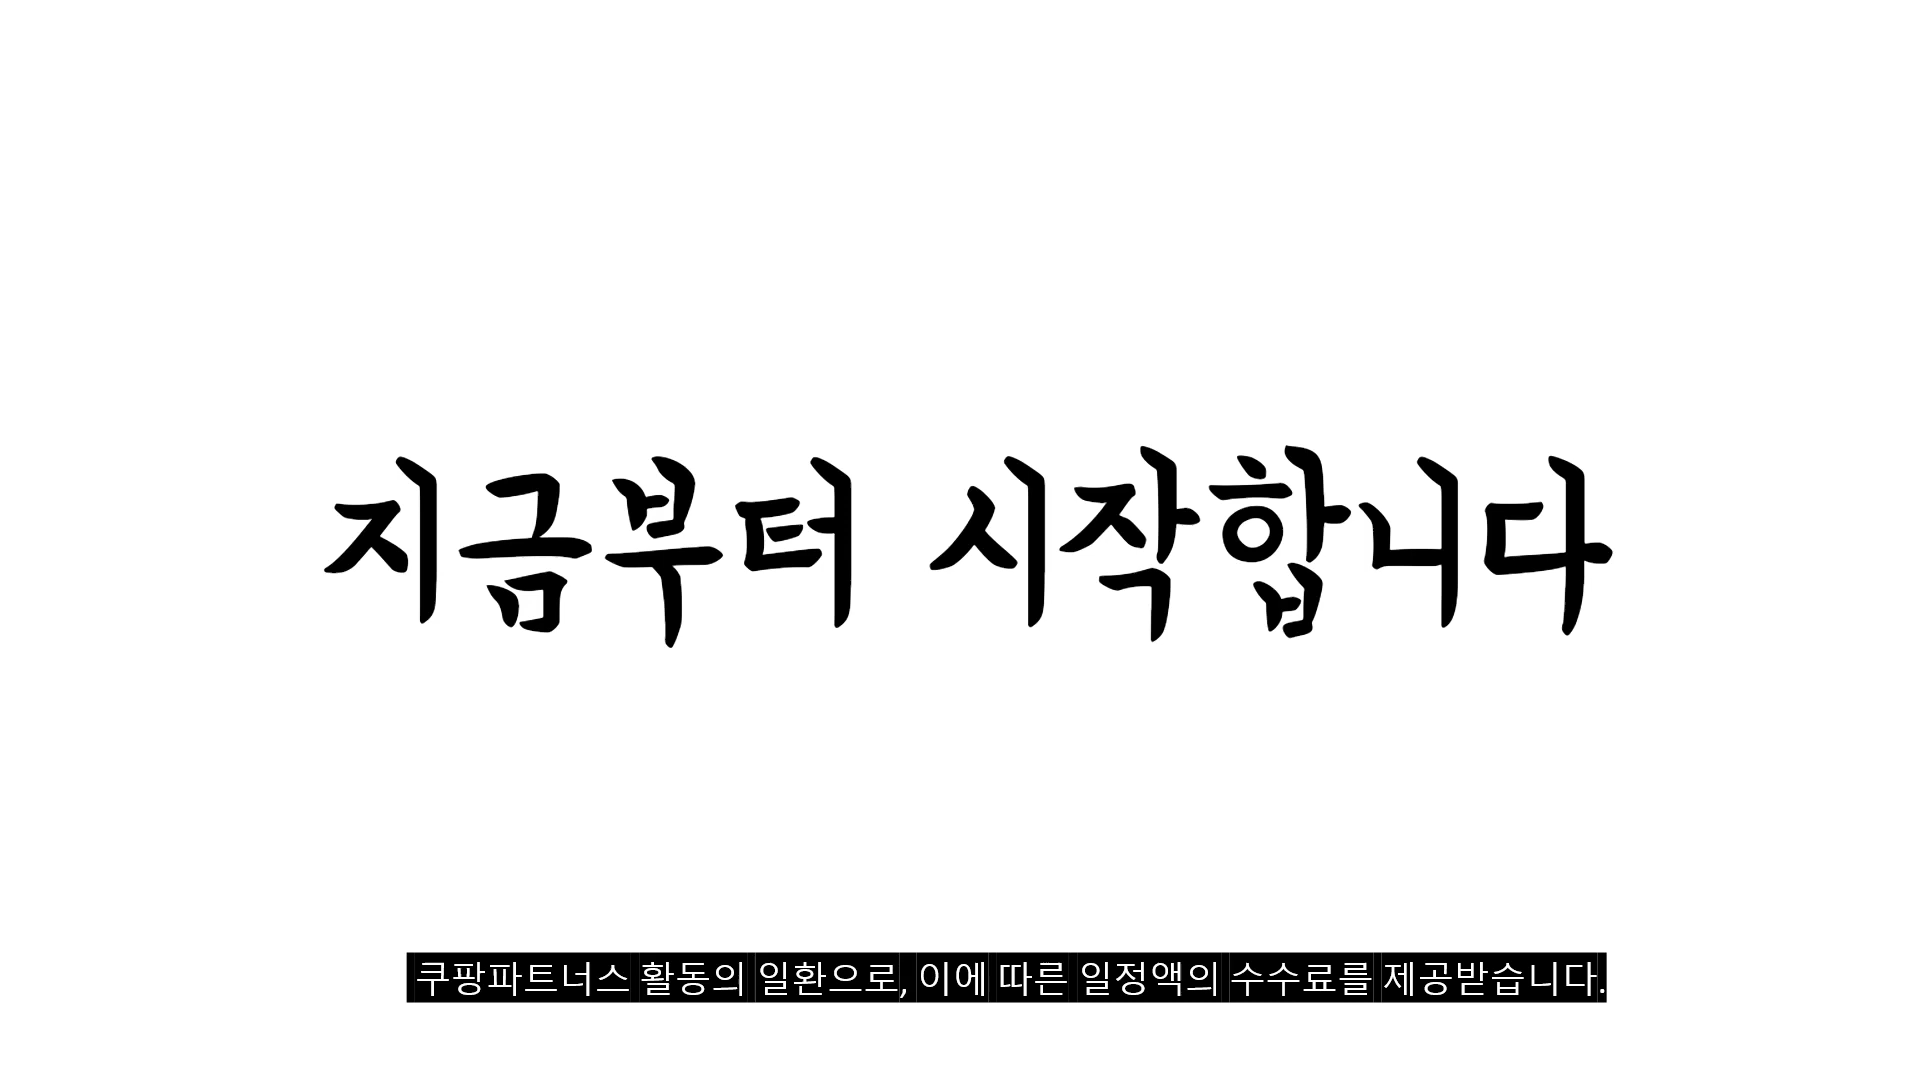 지금부터 시작합니다
쿠팡파트너스 활동의 일환으로, 이에 따른 일정액의 수수료를 제공받습니다.